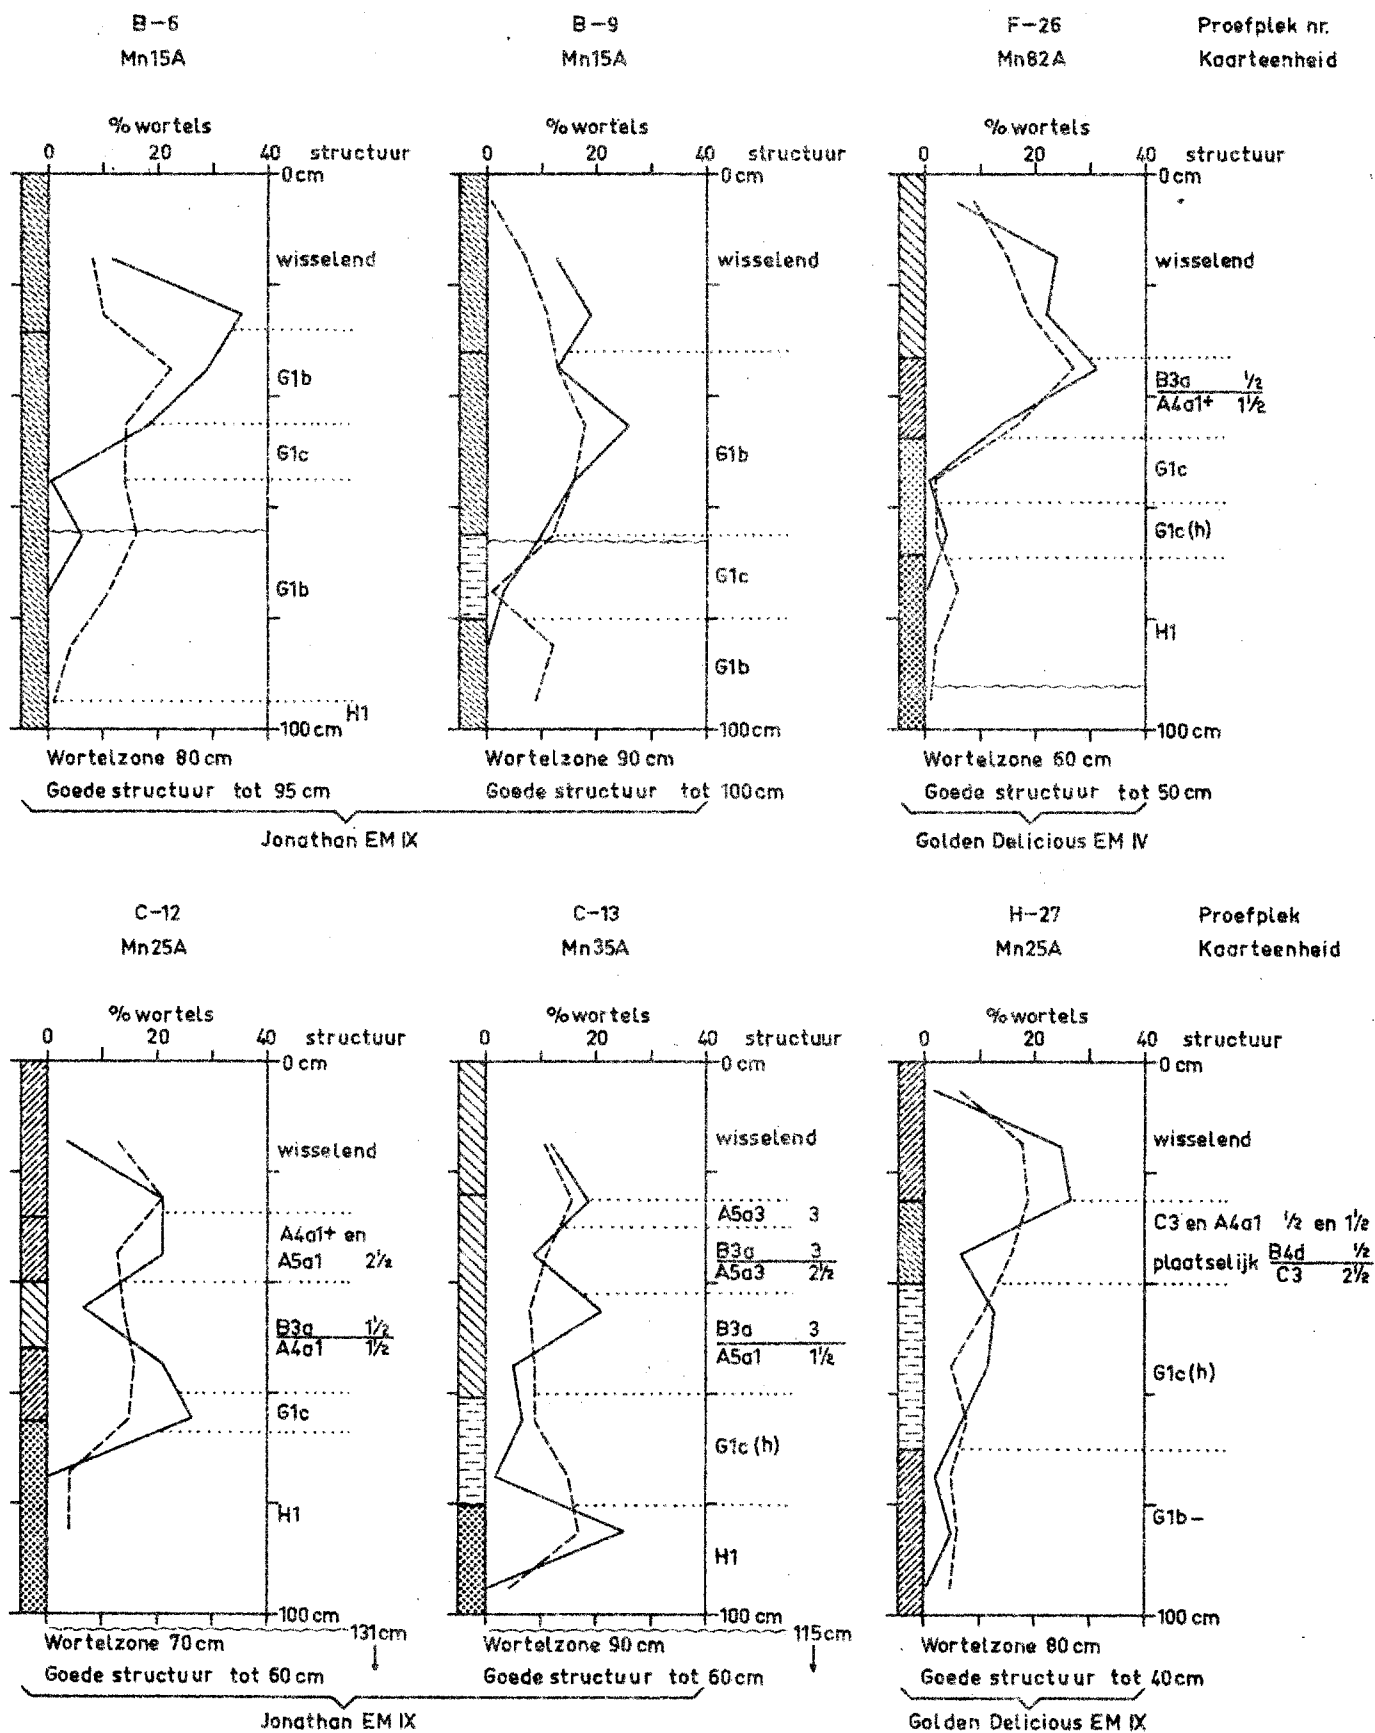 B-6 B-9 F-26 Proefplek nr.
Mn15A Mn15A Mn82A Kaarteenheid
% wortels % wortels % wortels
0 20 40 structuur 0 20 40 structuur 0 20 40 structuur
0 cm 0 cm 0 cm
wisselend wisselend wisselend
G1b B3a ½
A4a1+ 1½
G1c G1b G1c
G1c(h)
G1b G1c
H1
G1b
H1
100 cm 100 cm 100 cm
Wortelzone 80 cm Wortelzone 90 cm Wortelzone 60 cm
Goede structuur tot 95 cm Goede structuur tot 100 cm Goede structuur tot 50 cm
Jonathan EM IX Golden Delicious EM IV
C-12 C-13 H-27 Proefplek
Mn25A Mn35A Mn25A Kaarteenheid
% wortels % wortels % wortels
0 20 40 structuur 0 20 40 structuur 0 20 40 structuur
0 cm 0 cm 0 cm
wisselend wisselend wisselend
A4a1+ en A5a3 3 C3 en A4a1 ½ en 1½
A5a1 2½ B3a 3 plaatselijk B4d ½
A5a3 2½ C3 2½
B3a 1½ B3a 3
A4a1 1½ A5a1 1½
G1c G1c (h) G1c(h)
H1 H1 G1b-
100 cm 100 cm 100 cm
131cm 115cm
Wortelzone 70 cm Wortelzone 90 cm Wortelzone 80 cm
Goede structuur tot 60 cm Goede structuur tot 60 cm Goede structuur tot 40 cm
Jonathan EM IX Golden Delicious EM IX